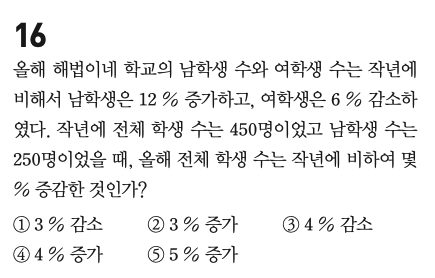 16
올해 해법이네 학교의 남학생 수와 여학생 수는 작년에
비해서 남학생은 12 % 증가하고, 여학생은 6 % 감소하
였다. 작년에 전체 학생 수는 450명이었고 남학생 수는
250명이었을 때, 올해 전체 학생 수는 작년에 비하여 몇
% 증감한 것인가?
① 3 % 감소 ② 3 % 증가 ③ 4 % 감소
④ 4 % 증가 ⑤ 5 % 증가